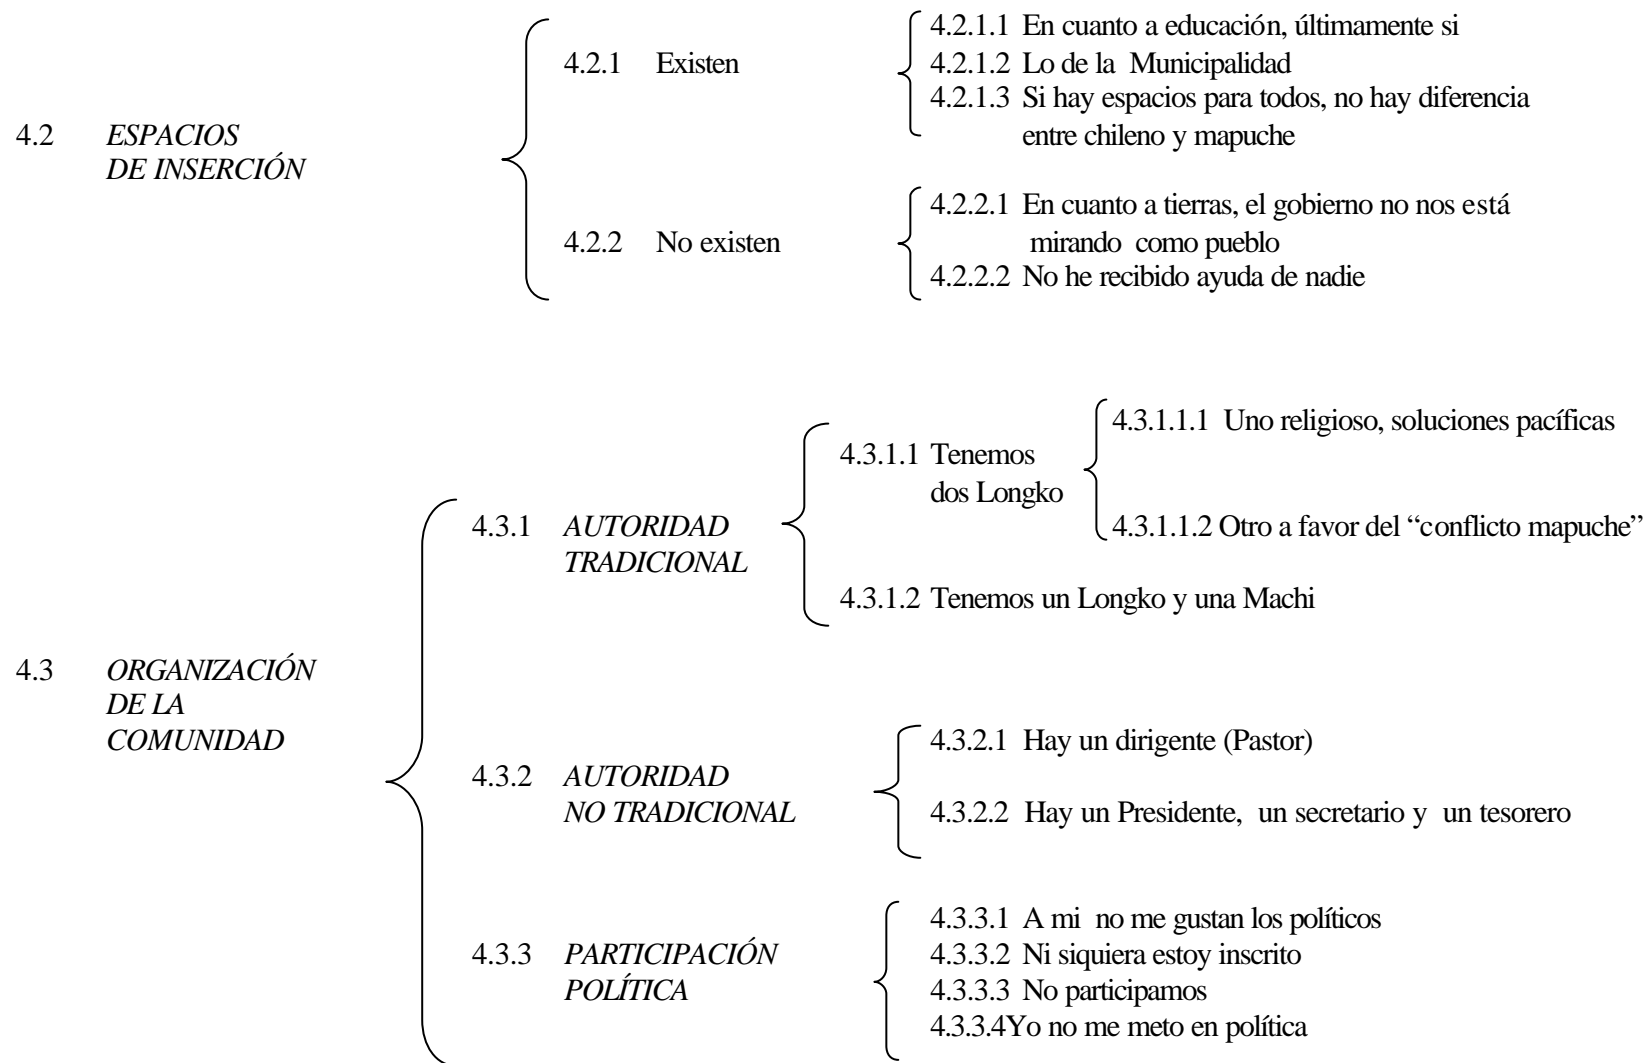 4.2 ESPACIOS
DE INSERCIÓN
4.2.1 Existen
4.2.1.1 En cuanto a educación, últimamente si
4.2.1.2 Lo de la Municipalidad
4.2.1.3 Si hay espacios para todos, no hay diferencia
entre chileno y mapuche
4.2.2 No existen
4.2.2.1 En cuanto a tierras, el gobierno no nos está
mirando como pueblo
4.2.2.2 No he recibido ayuda de nadie
4.3 ORGANIZACIÓN
DE LA
COMUNIDAD
4.3.1 AUTORIDAD
TRADICIONAL
4.3.1.1 Tenemos
dos Longko
4.3.1.1.1 Uno religioso, soluciones pacíficas
4.3.1.1.2 Otro a favor del “conflicto mapuche”
4.3.1.2 Tenemos un Longko y una Machi
4.3.2 AUTORIDAD
NO TRADICIONAL
4.3.2.1 Hay un dirigente (Pastor)
4.3.2.2 Hay un Presidente, un secretario y un tesorero
4.3.3 PARTICIPACIÓN
POLÍTICA
4.3.3.1 A mi no me gustan los políticos
4.3.3.2 Ni siquiera estoy inscrito
4.3.3.3 No participamos
4.3.3.4Yo no me meto en política